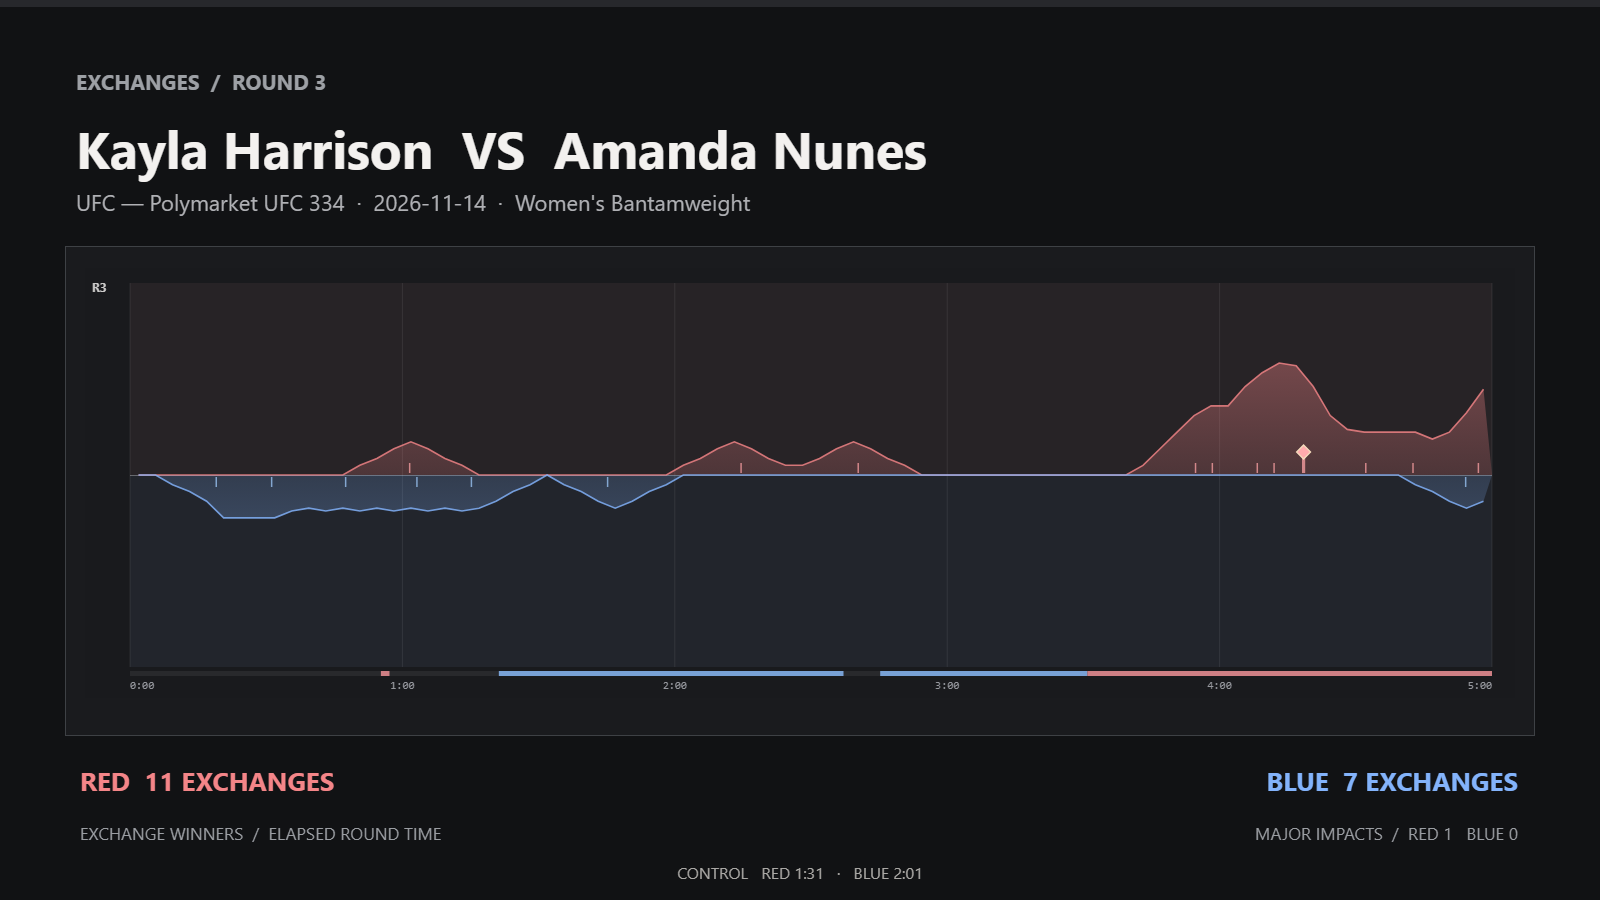 EXCHANGES / ROUND 3
Kayla Harrison VS Amanda Nunes
UFC — Polymarket UFC 334 · 2026-11-14 · Women's Bantamweight
R3
0:00 1:00 2:00 3:00 4:00 5:00
RED 11 EXCHANGES BLUE 7 EXCHANGES
EXCHANGE WINNERS / ELAPSED ROUND TIME MAJOR IMPACTS / RED 1 BLUE 0
CONTROL RED 1:31 · BLUE 2:01